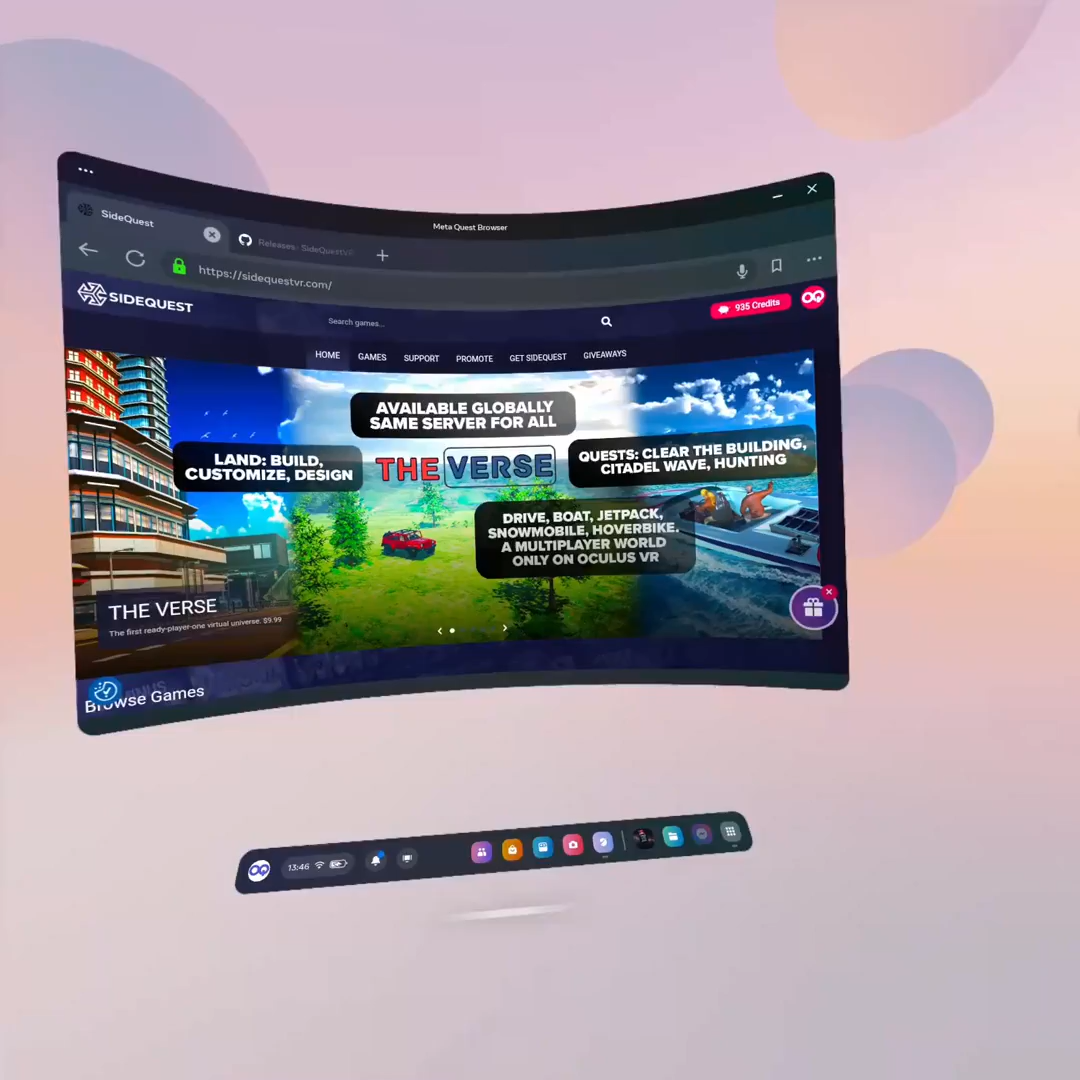 Meta Quest Browser
SideQuest
Releases · SideQuestVR
https://sidequestvr.com/
SIDEQUEST
Search games...
935 Credits
HOME
GAMES
SUPPORT
PROMOTE
GET SIDEQUEST
GIVEAWAYS
AVAILABLE GLOBALLY
SAME SERVER FOR ALL
LAND: BUILD,
CUSTOMIZE, DESIGN
THE VERSE
QUESTS: CLEAR THE BUILDING,
CITADEL WAVE, HUNTING
DRIVE, BOAT, JETPACK,
SNOWMOBILE, HOVERBIKE.
A MULTIPLAYER WORLD
ONLY ON OCULUS VR
THE VERSE
The first ready-player-one virtual universe. $9.99
Browse Games
13:46